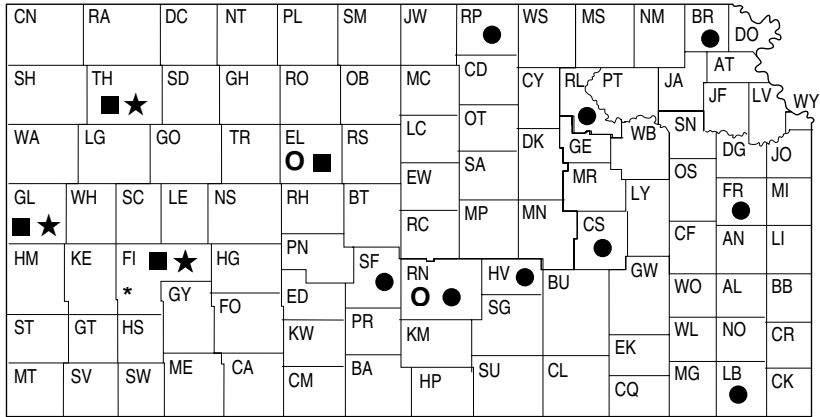 CN RA DC NT PL SM JW RP WS MS NM BR DO
SH TH SD GH RO OB MC CD CY RL PT JA AT
JF LV WY
WA LG GO TR EL RS LC OT DK GE WB SN DG JO
O
GL WH SC LE NS RH BT EW SA MR LY OS FR MI
RC MP MN CS
HM KE FI HG PN SF RN HV BU GW CF AN LI
* GY FO ED O SG WO AL BB
ST GT HS KW PR KM EK WL NO CR
MT SV SW ME CA CM BA HP SU CL CQ MG LB CK